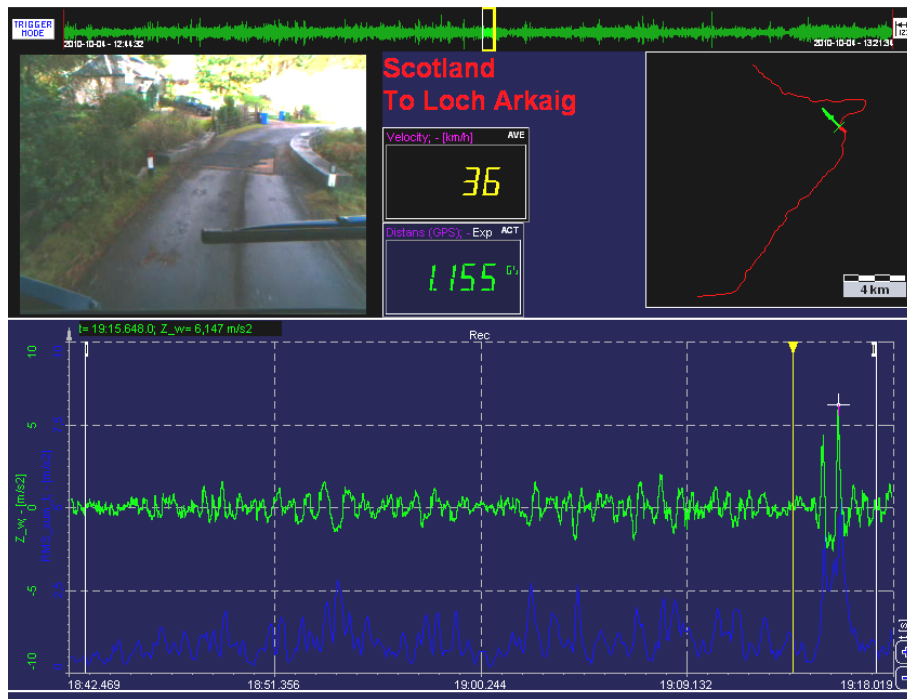 TRIGGER
MODE
2010-10-04 - 12:44:32
2010-10-04 - 13:21:34
Scotland
To Loch Arkaig
Velocity; - [km/h] AVE
36
Distans (GPS); - Exp ACT
1.155
4 km
t= 19:15.648.0; Z_w= 6,147 m/s2
Rec
10
5
0
-5
-10
Z_w; - [m/s2]
18:42.469
18:51.356
19:00.244
19:09.132
19:18.019
t [s]